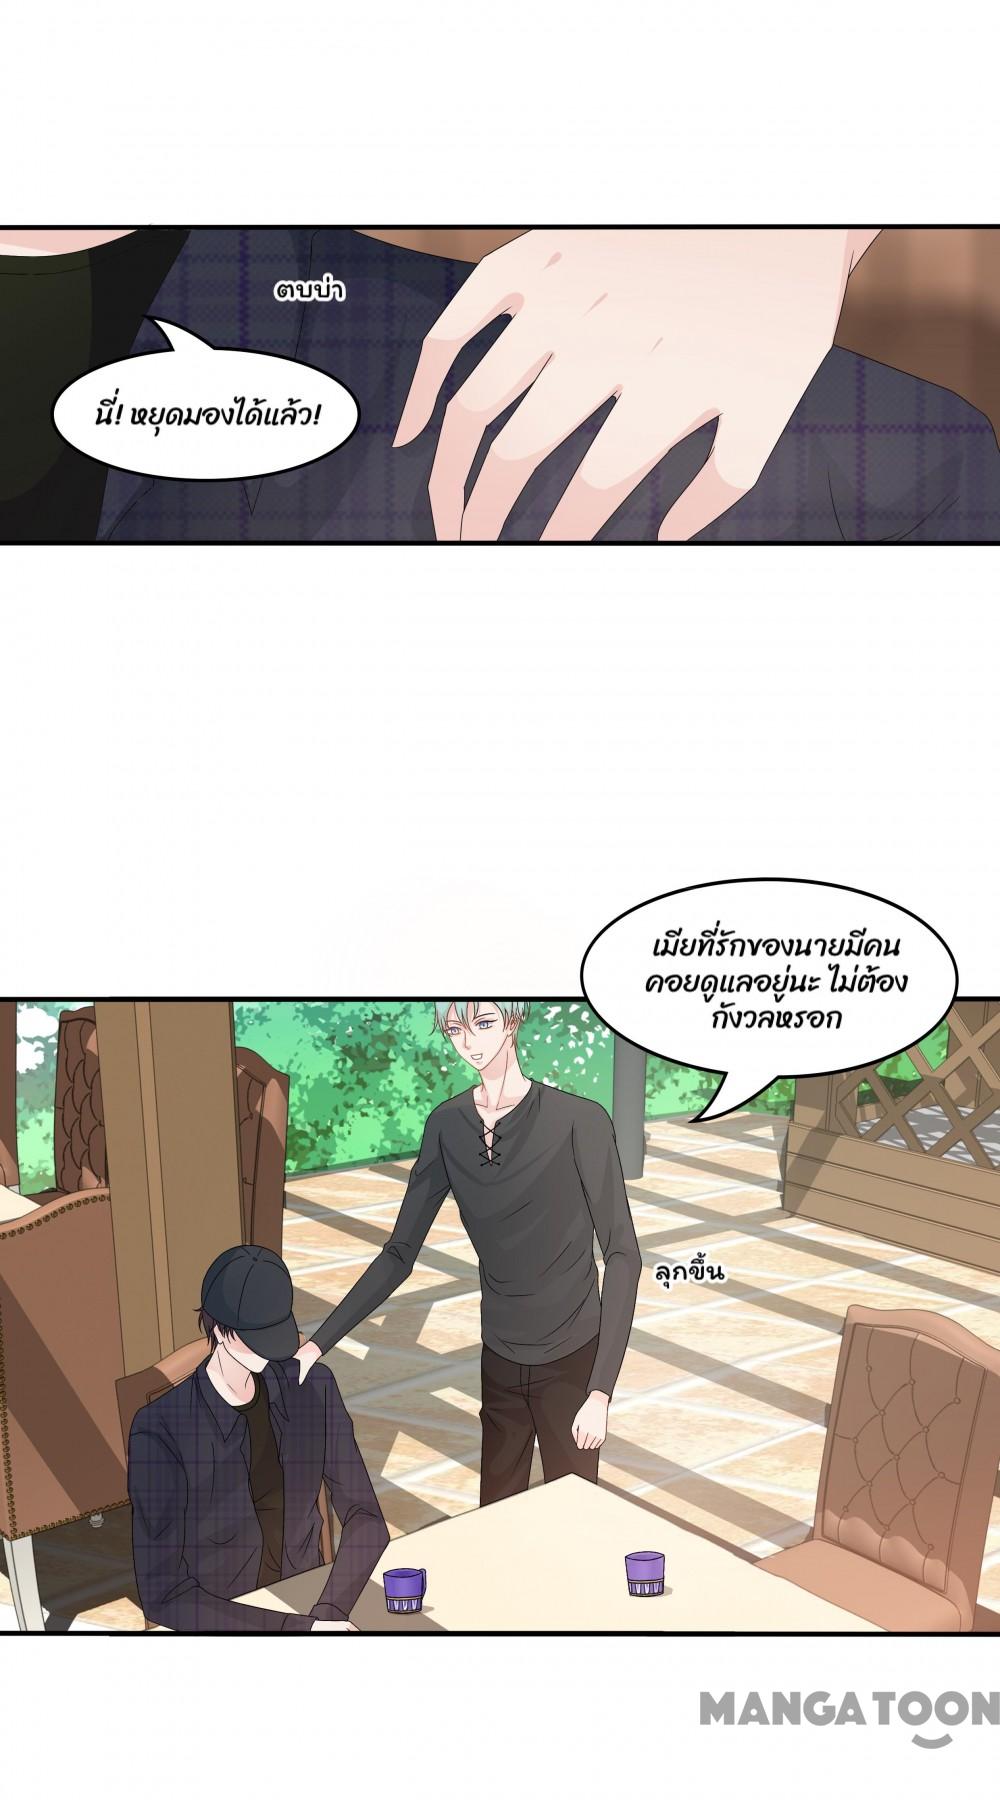 ตบบ่า
นี่! หยุดมองได้แล้ว!
เมียที่รักของนายมีคน
คอยดูแลอยู่นะ ไม่ต้อง
กังวลหรอก
ลุกขึ้น
MANGATOON